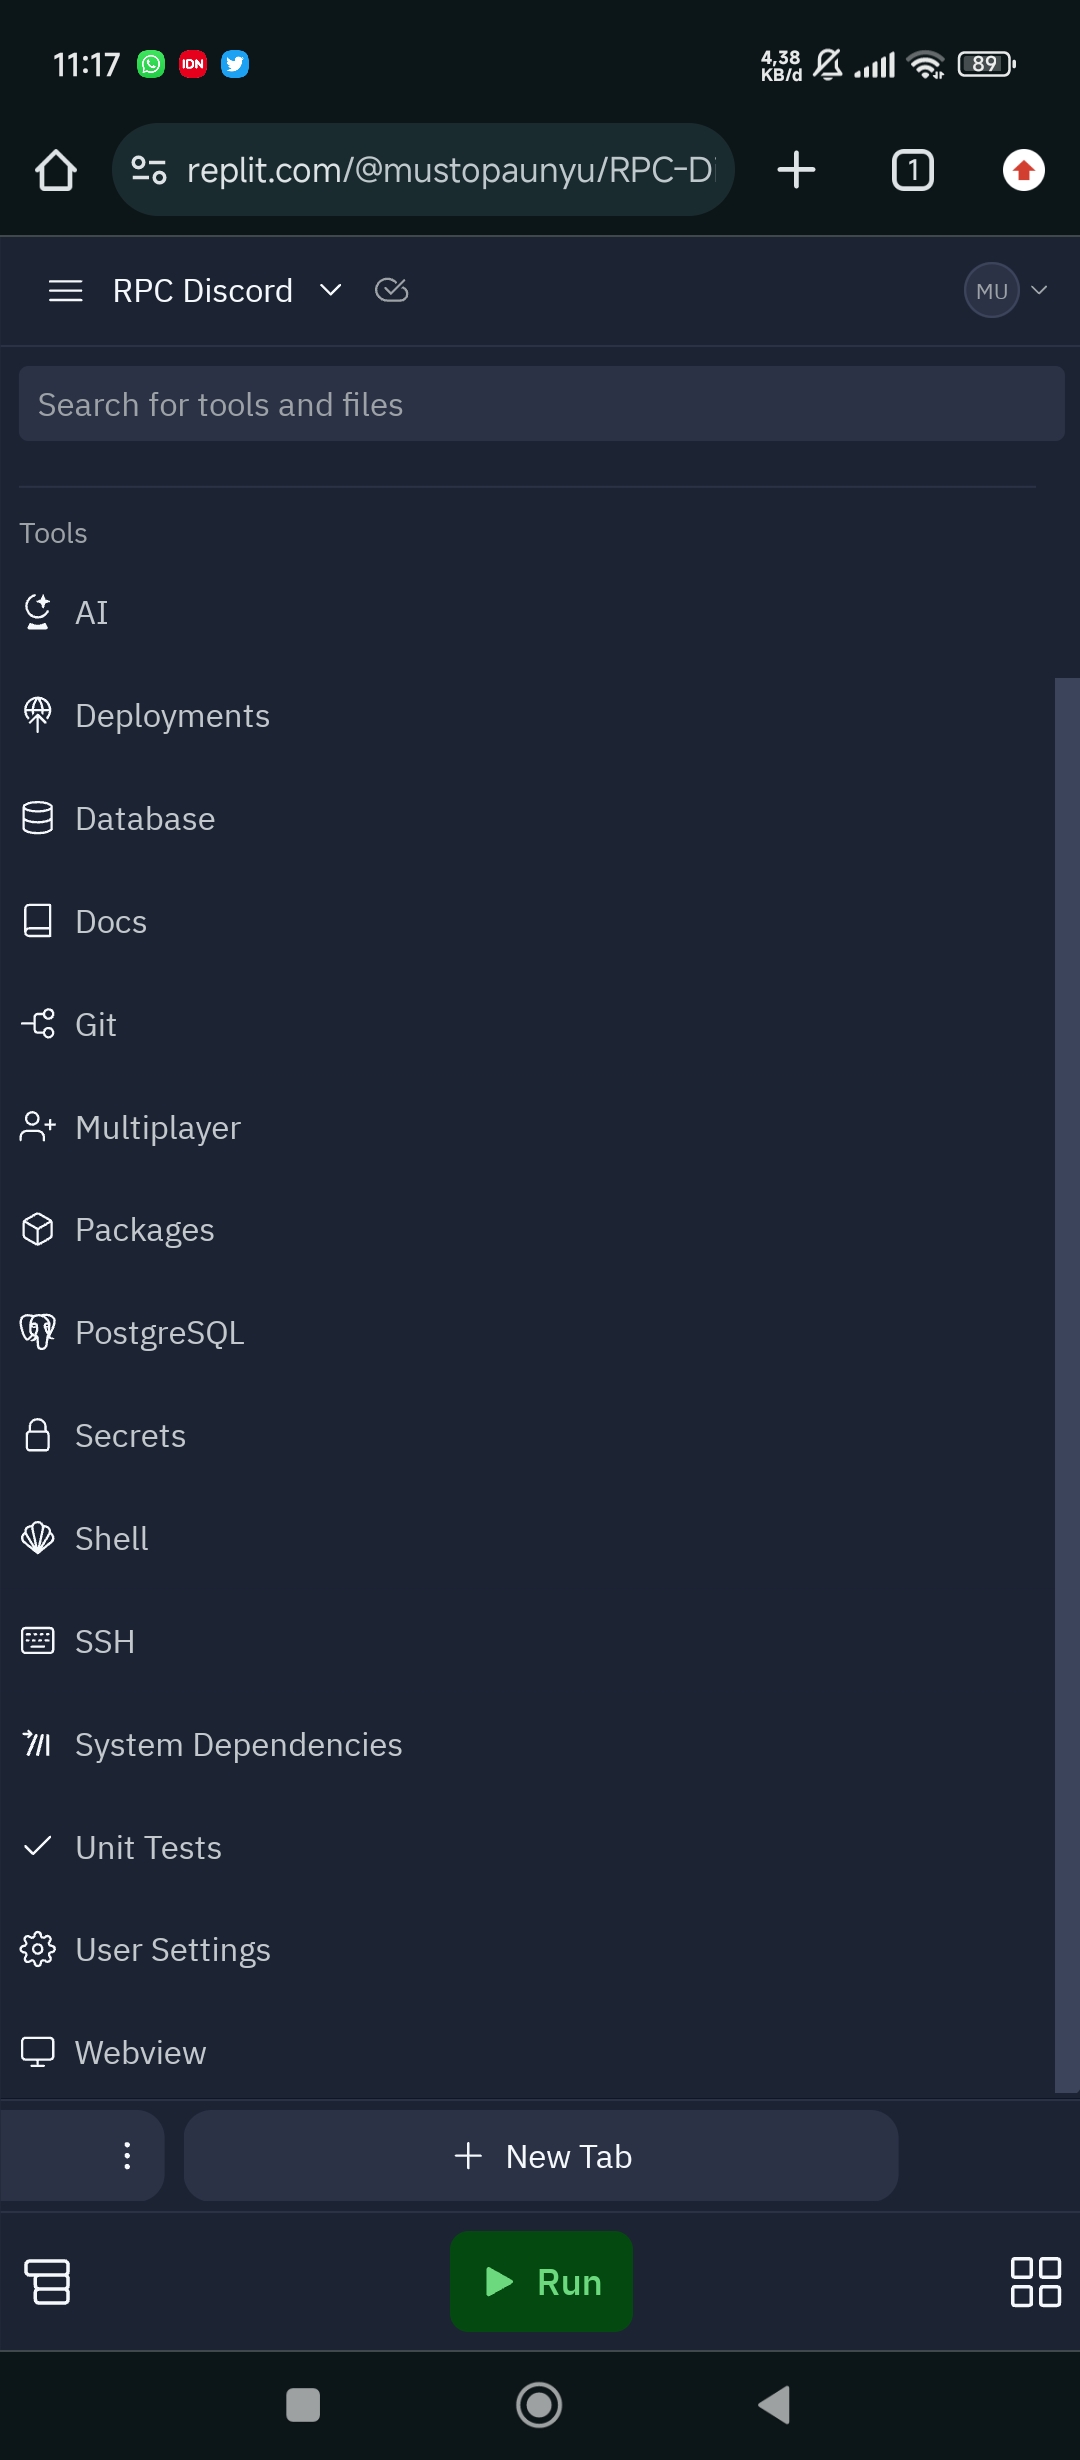 11:17
IDN
4,38
KB/d
89
replit.com/@mustopaunyu/RPC-Di
1
RPC Discord
MU
Search for tools and files
Tools
AI
Deployments
Database
Docs
Git
Multiplayer
Packages
PostgreSQL
Secrets
Shell
SSH
System Dependencies
Unit Tests
User Settings
Webview
New Tab
Run